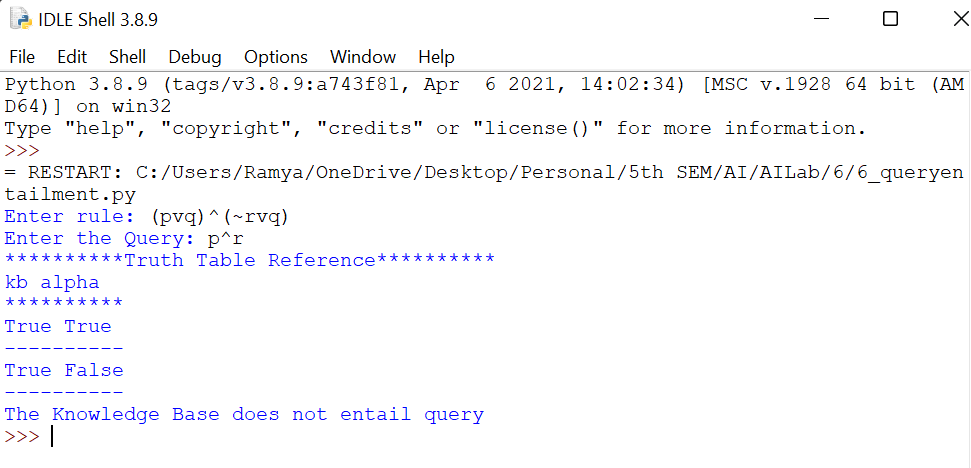 IDLE Shell 3.8.9
File Edit Shell Debug Options Window Help
Python 3.8.9 (tags/v3.8.9:a743f81, Apr  6 2021, 14:02:34) [MSC v.1928 64 bit (AM
D64)] on win32
Type "help", "copyright", "credits" or "license()" for more information.
>>>
= RESTART: C:/Users/Ramya/OneDrive/Desktop/Personal/5th SEM/AI/AILab/6/6_queryen
tailment.py
Enter rule: (pvq)^(~rvq)
Enter the Query: p^r
**********Truth Table Reference**********
kb alpha
**********
True True
----------
True False
----------
The Knowledge Base does not entail query
>>>